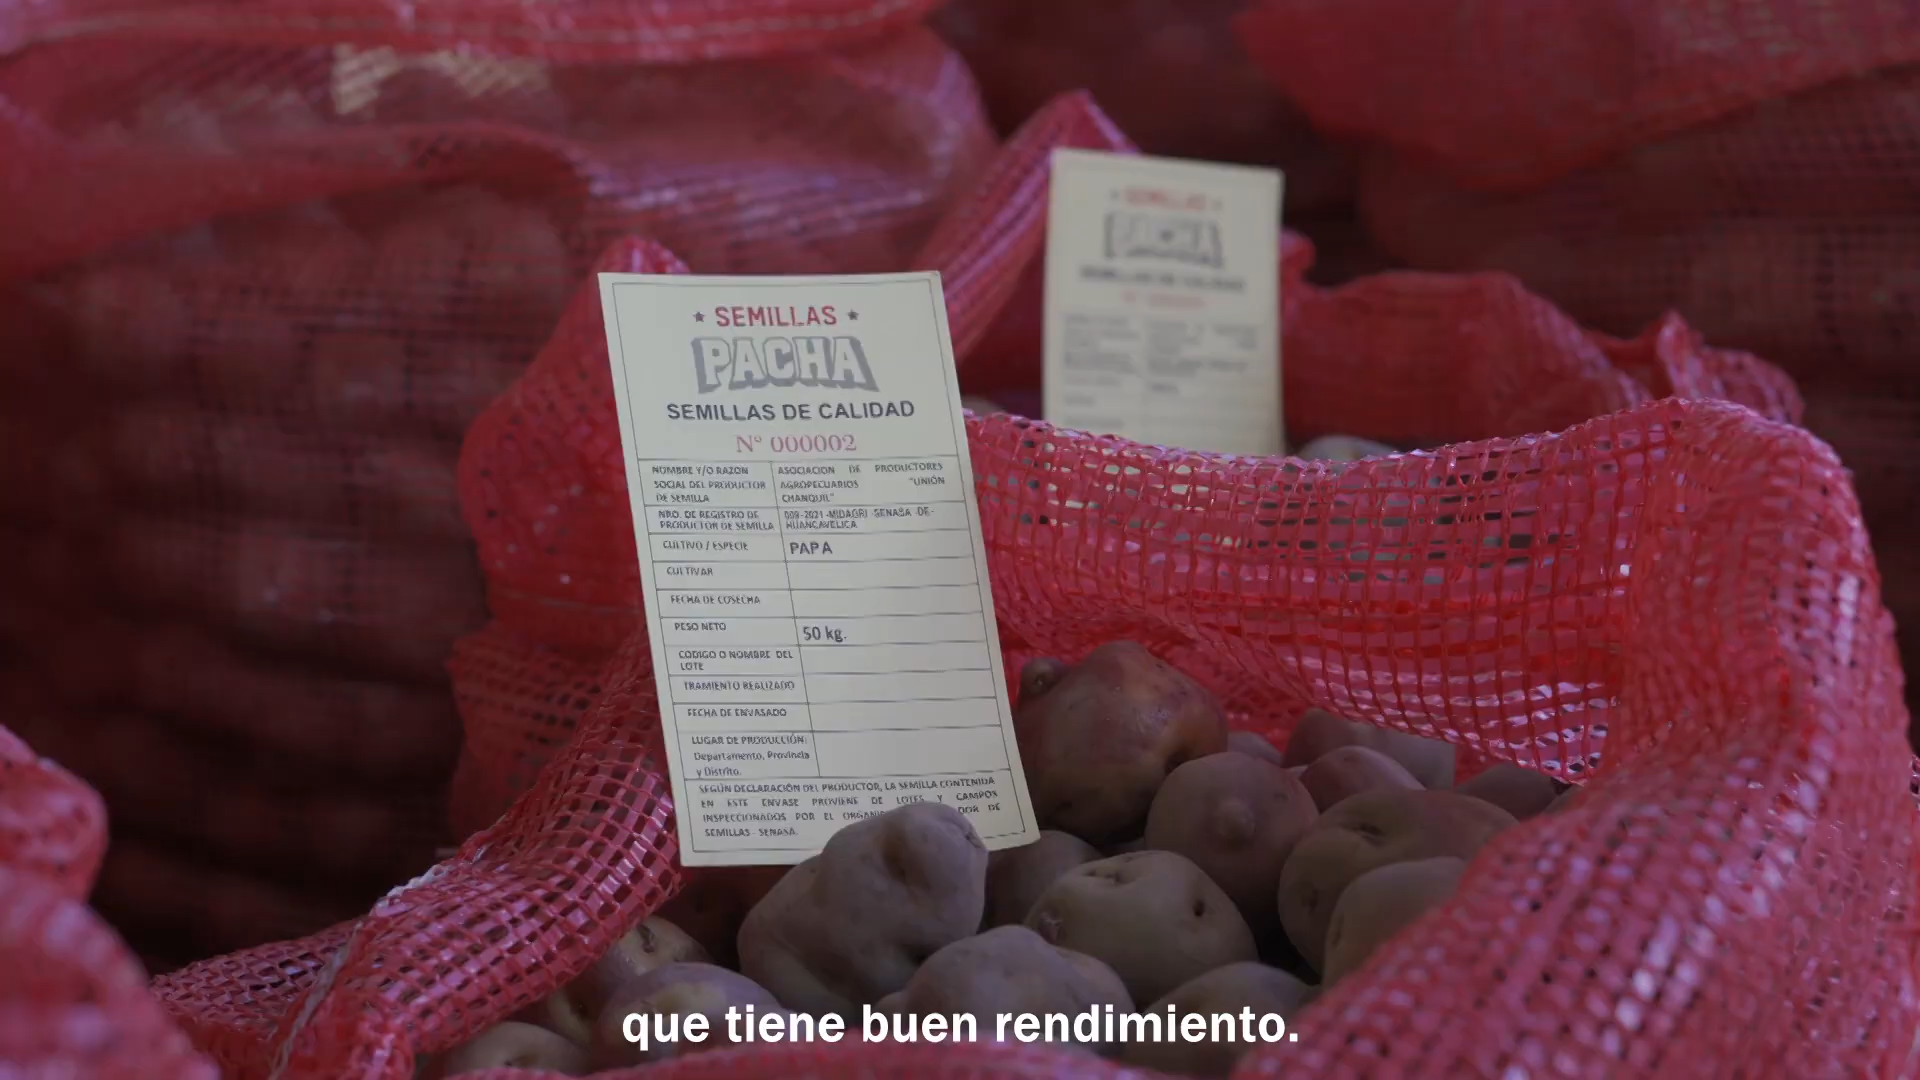 SEMILLAS
PACHA
SEMILLAS DE CALIDAD
N° 000002
NOMBRE Y/O RAZON
SOCIAL DEL PRODUCTOR
DE SEMILLA
ASOCIACION DE PRODUCTORES
AGROPECUARIOS "UNIÓN
CHANQUIL"
NRO. DE REGISTRO DE
PRODUCTOR DE SEMILLA
009-2021-MIDAGRI-SENASA-DE-
HUANCAVELICA
CULTIVO / ESPECIE
PAPA
CULTIVAR
FECHA DE COSECHA
PESO NETO
50 kg.
CODIGO O NOMBRE DEL
LOTE
TRAMIENTO REALIZADO
FECHA DE ENVASADO
LUGAR DE PRODUCCIÓN:
Departamento, Provincia
y Distrito.
SEGÚN DECLARACIÓN DEL PRODUCTOR, LA SEMILLA CONTENIDA
EN ESTE ENVASE PROVIENE DE LOTES Y CAMPOS
INSPECCIONADOS POR EL DE
SEMILLAS - SENASA.
SEMILLAS
PACHA
SEMILLAS DE CALIDAD
que tiene buen rendimiento.